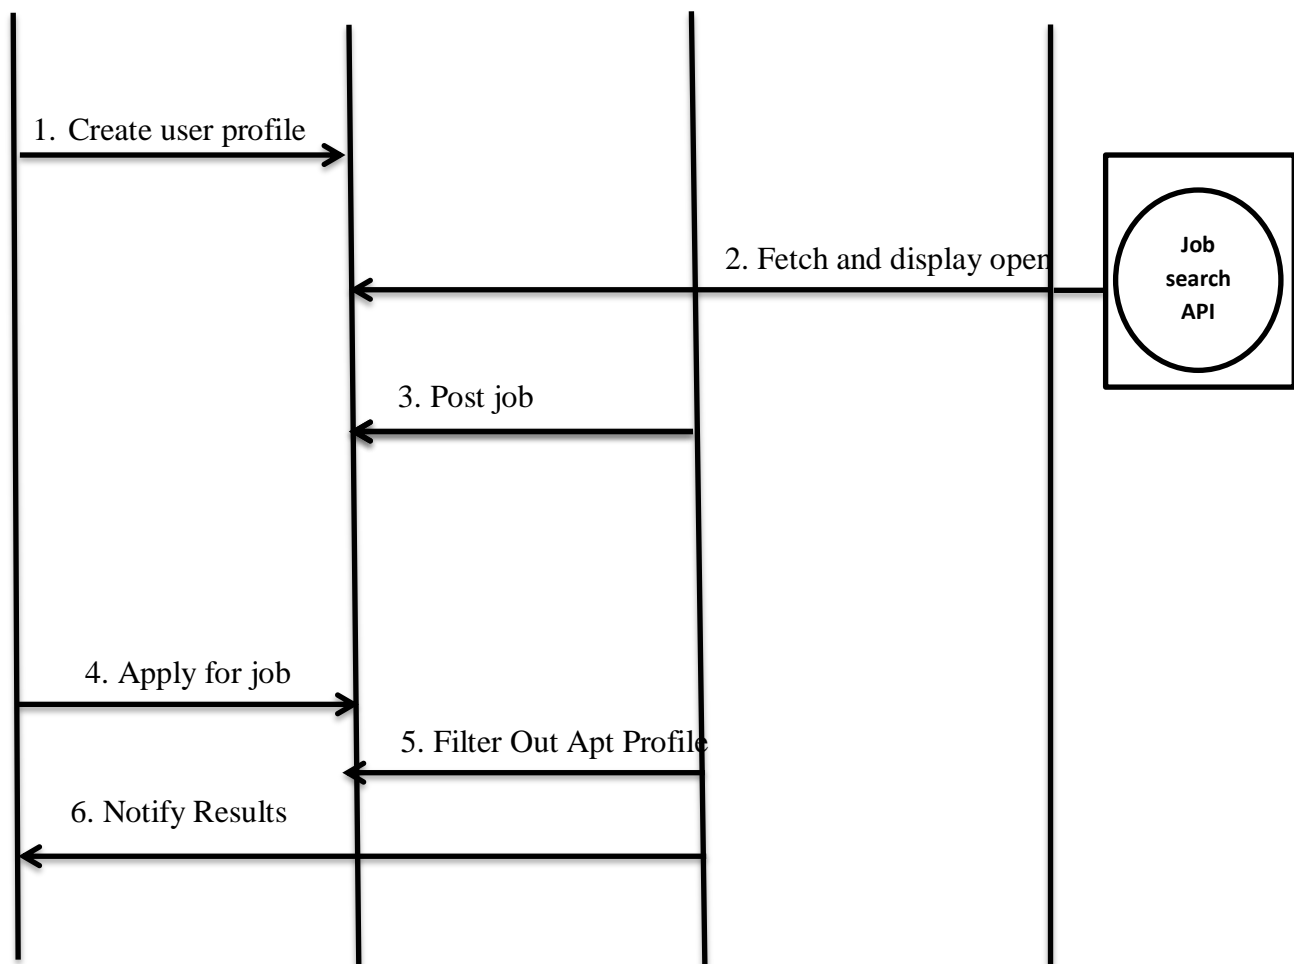 1. Create user profile
2. Fetch and display open
Job
search
API
3. Post job
4. Apply for job
5. Filter Out Apt Profile
6. Notify Results